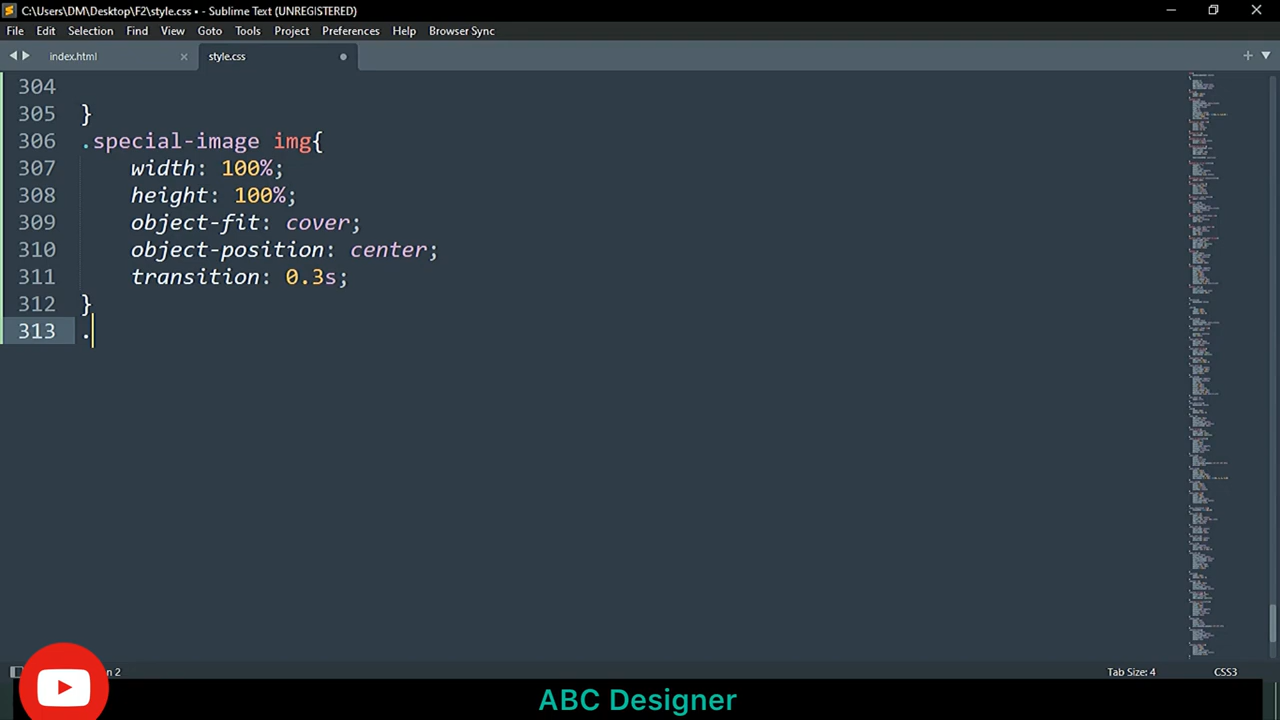 C:\Users\DM\Desktop\F2\style.css • - Sublime Text (UNREGISTERED)
File Edit Selection Find View Goto Tools Project Preferences Help Browser Sync
index.html style.css
304
305 }
306 .special-image img{
307 width: 100%;
308 height: 100%;
309 object-fit: cover;
310 object-position: center;
311 transition: 0.3s;
312 }
313 .
n 2 Tab Size: 4 CSS3
ABC Designer